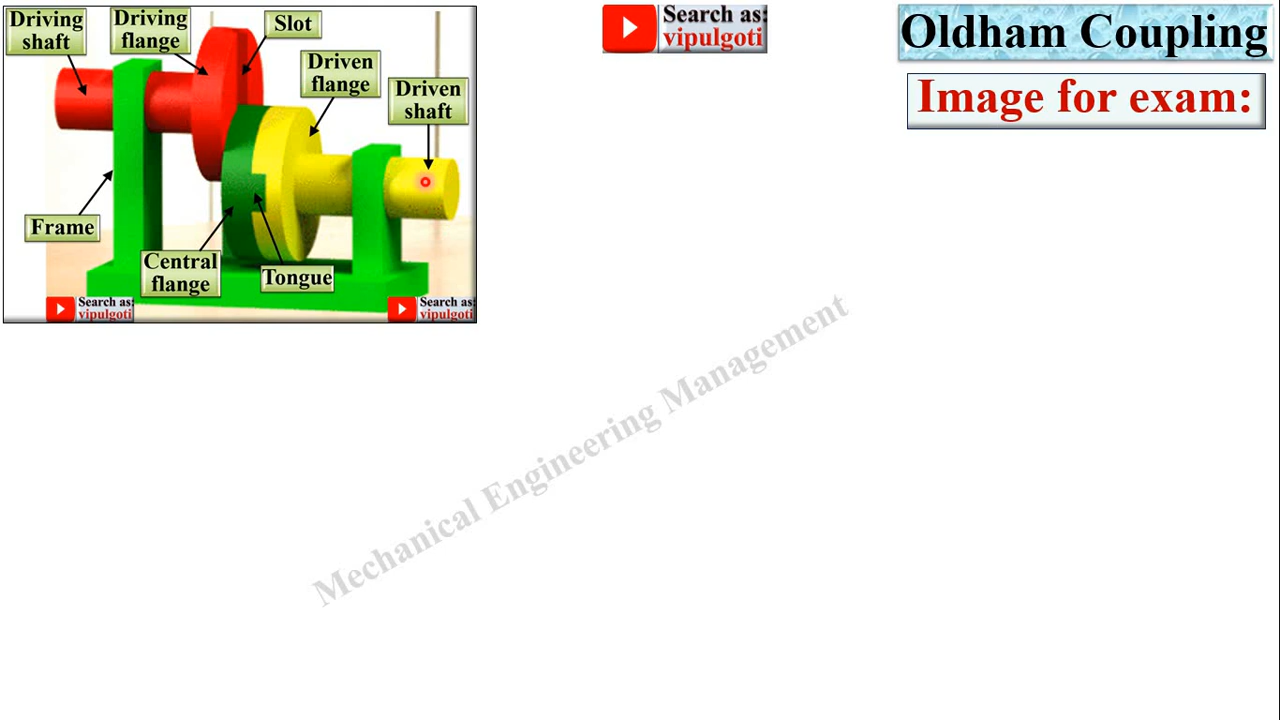 Driving
shaft
Driving
flange
Slot
Driven
flange
Driven
shaft
Frame
Central
flange
Tongue
Search as:
vipulgoti
Search as:
vipulgoti
Search as:
vipulgoti
Oldham Coupling
Image for exam:
Mechanical Engineering Management